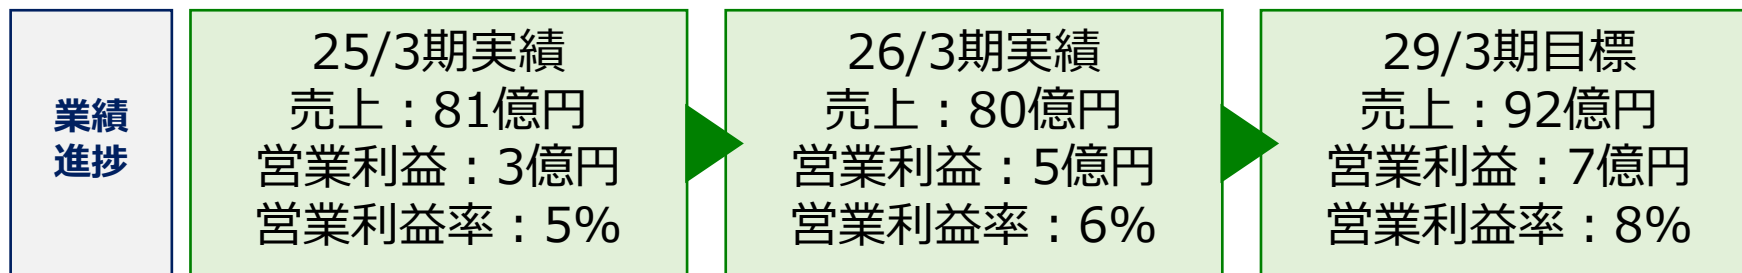 業績
進捗
25/3期実績
売上：81億円
営業利益：3億円
営業利益率：5%
26/3期実績
売上：80億円
営業利益：5億円
営業利益率：6%
29/3期目標
売上：92億円
営業利益：7億円
営業利益率：8%